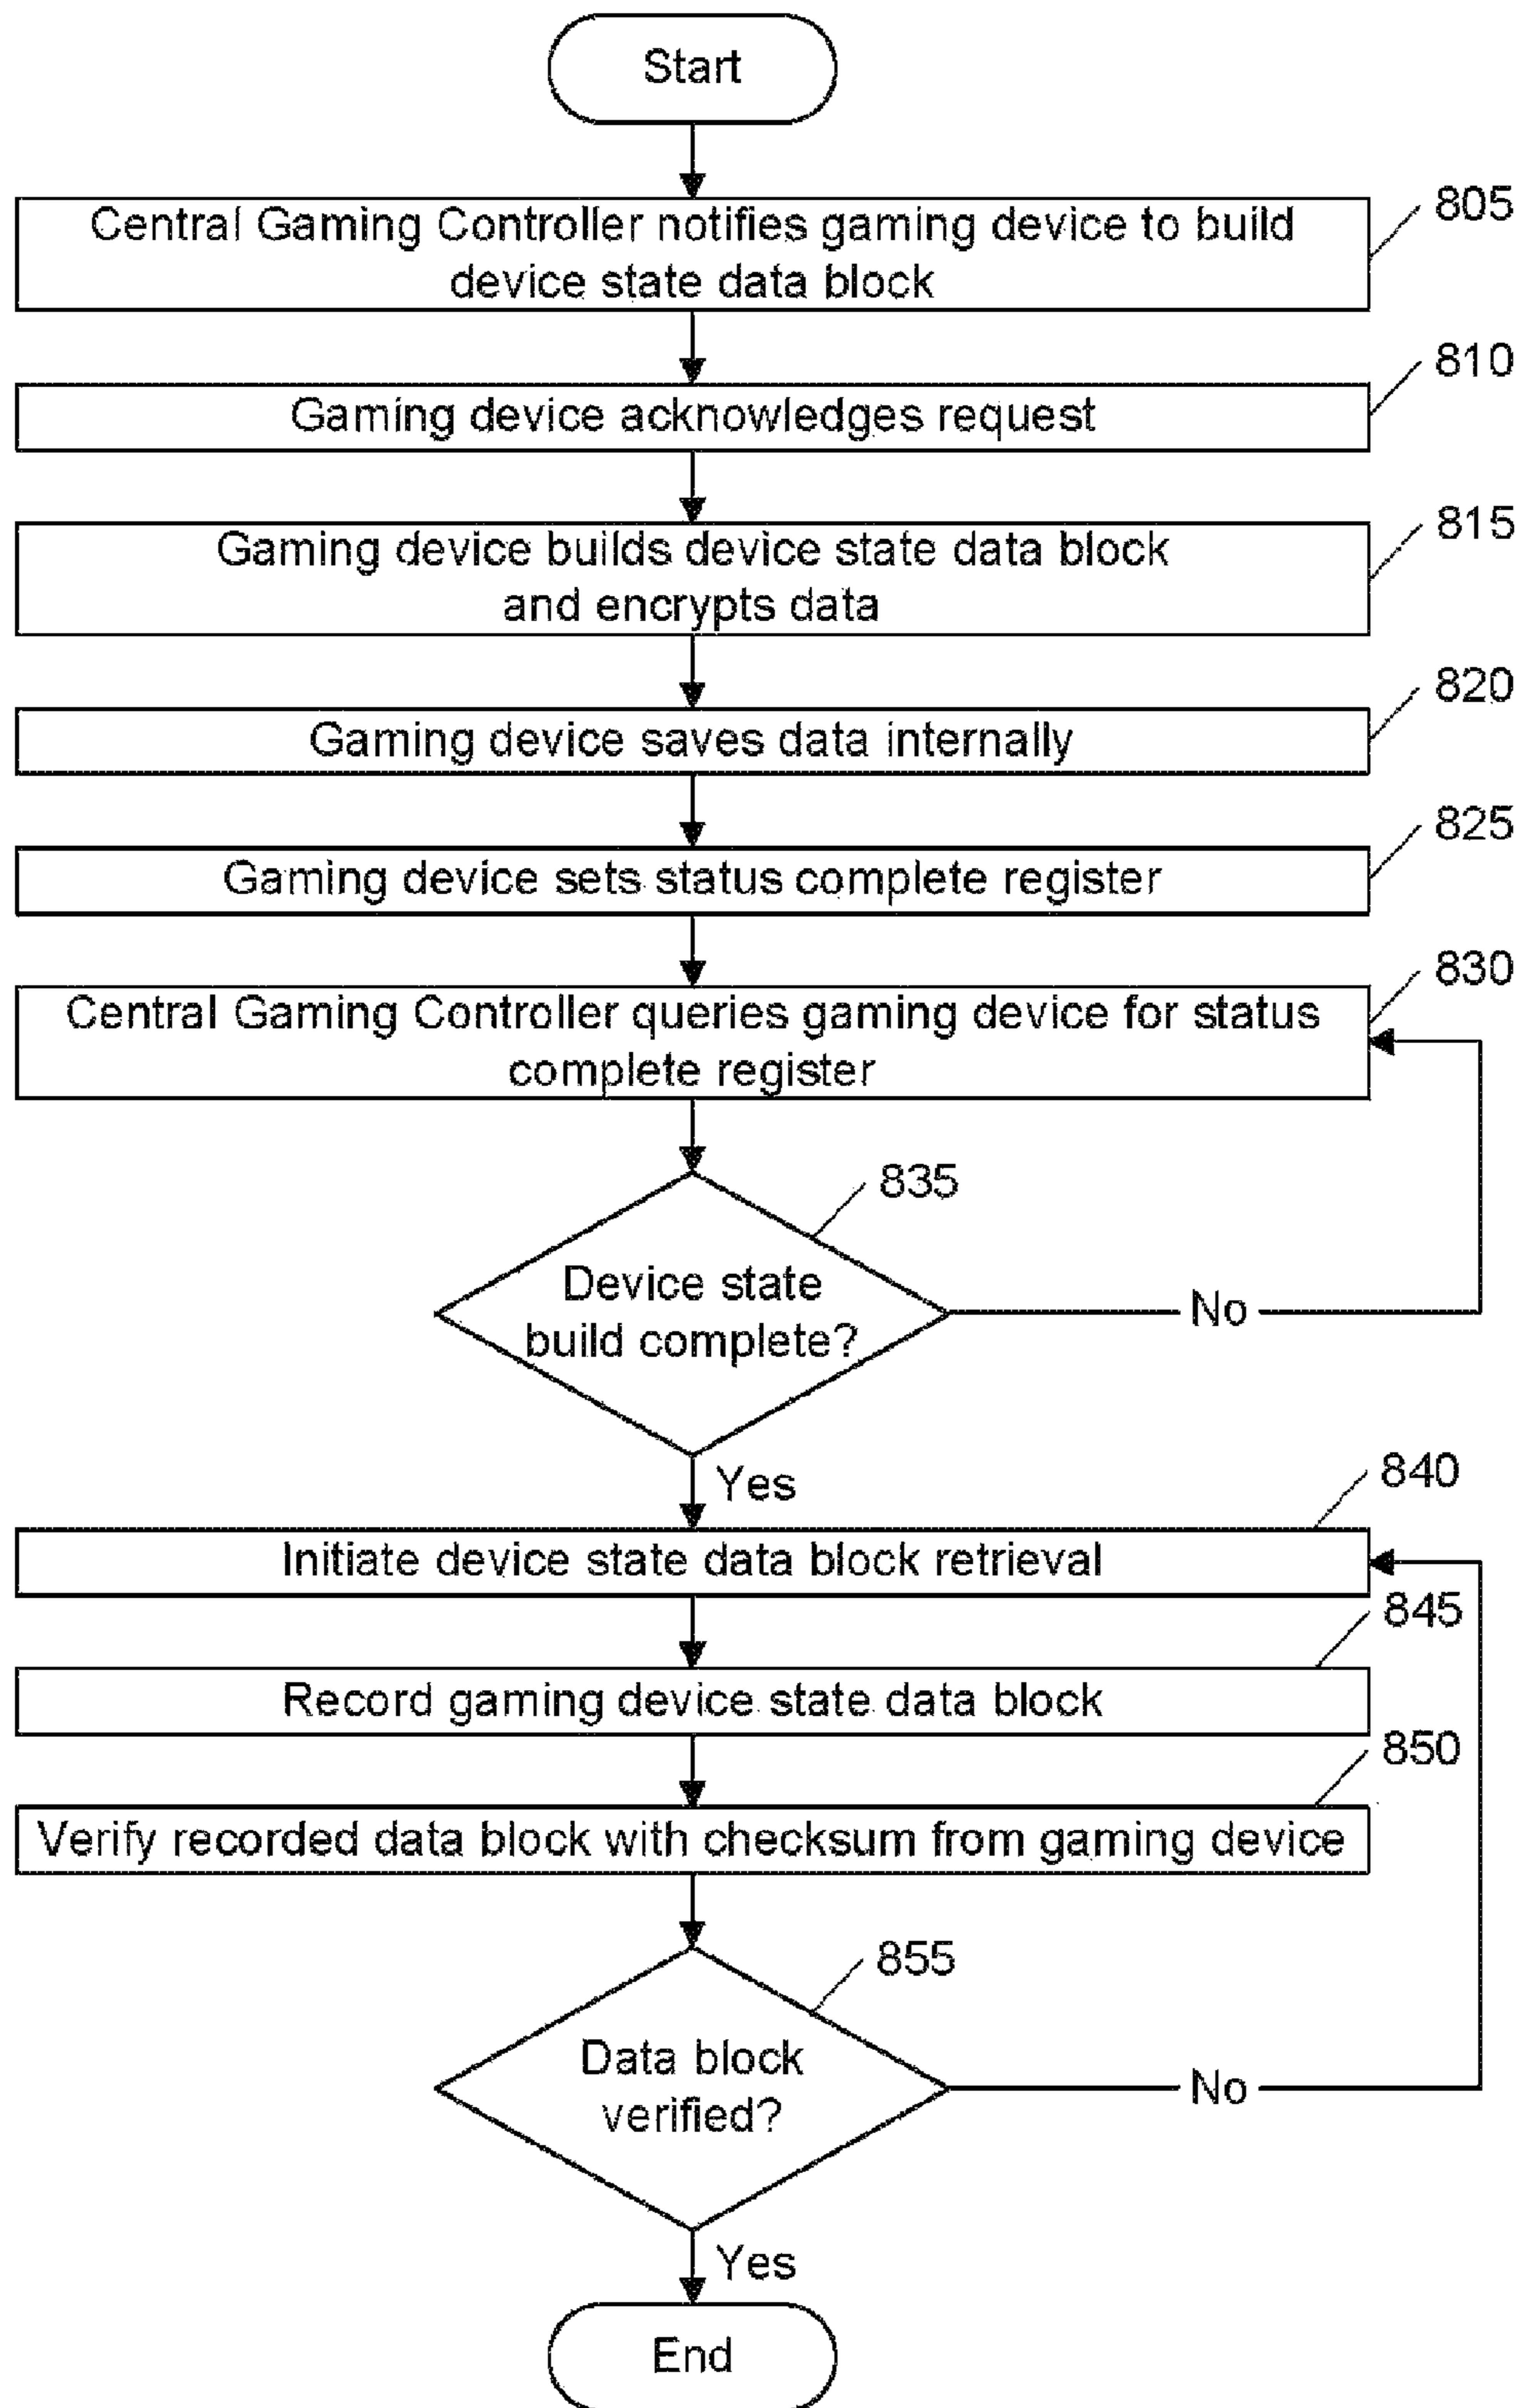 Start
Central Gaming Controller notifies gaming device to build
device state data block
805
Gaming device acknowledges request
810
Gaming device builds device state data block
and encrypts data
815
Gaming device saves data internally
820
Gaming device sets status complete register
825
Central Gaming Controller queries gaming device for status
complete register
830
835
Device state
build complete?
No
Yes
840
Initiate device state data block retrieval
845
Record gaming device state data block
850
Verify recorded data block with checksum from gaming device
855
Data block
verified?
No
Yes
End